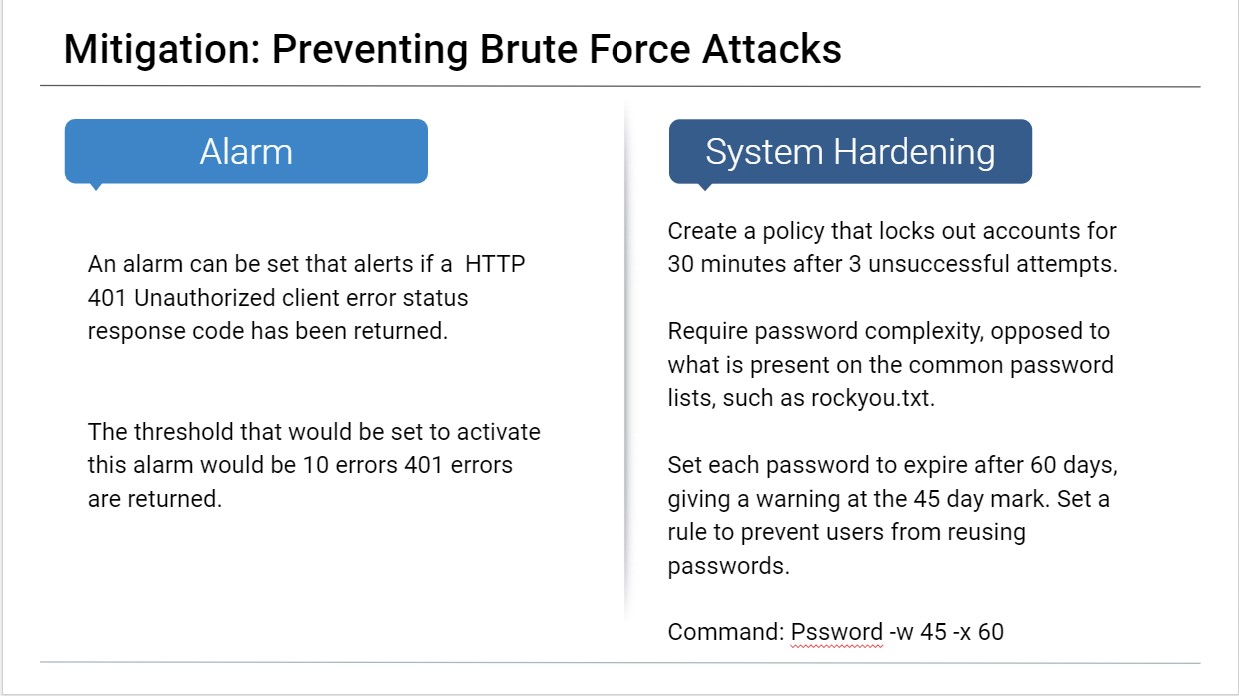 Mitigation: Preventing Brute Force Attacks
Alarm
An alarm can be set that alerts if a  HTTP
401 Unauthorized client error status
response code has been returned.
The threshold that would be set to activate
this alarm would be 10 errors 401 errors
are returned.
System Hardening
Create a policy that locks out accounts for
30 minutes after 3 unsuccessful attempts.
Require password complexity, opposed to
what is present on the common password
lists, such as rockyou.txt.
Set each password to expire after 60 days,
giving a warning at the 45 day mark. Set a
rule to prevent users from reusing
passwords.
Command: Pssword -w 45 -x 60